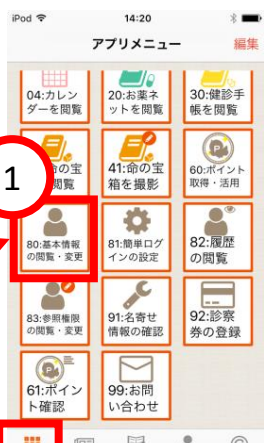 iPod 14:20
アプリメニュー 編集
04:カレン
ダーを閲覧
20:お薬ネ
ットを閲覧
30:健診手
帳を閲覧
命の宝
閲覧
41:命の宝
箱を撮影
60:ポイント
取得・活用
1
80:基本情報
の閲覧・変更
81:簡単ログ
インの設定
82:履歴
の閲覧
83:参照権限
の閲覧・変更
91:名寄せ
情報の確認
92:診察
券の登録
61:ポイン
ト確認
99:お問
い合わせ